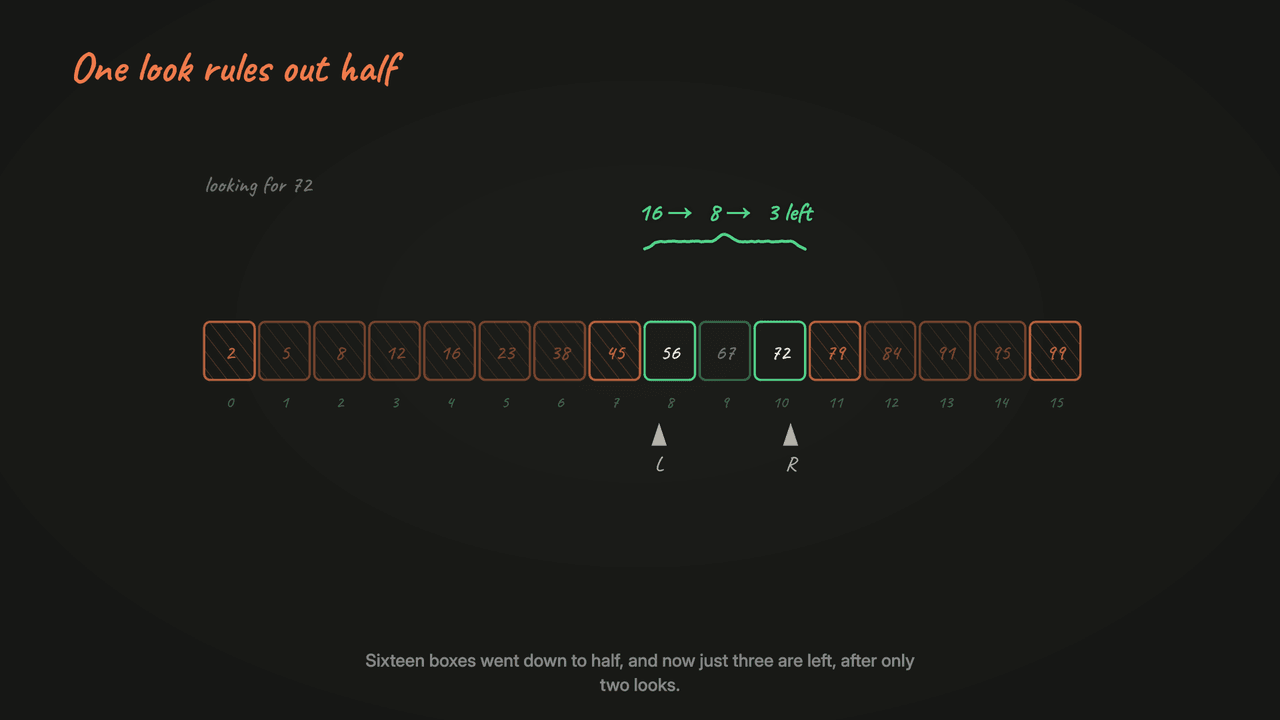 One look rules out half
looking for 72
16 → 8 → 3 left
2 5 8 12 16 23 38 45 56 67 72 79 84 91 95 99
0 1 2 3 4 5 6 7 8 9 10 11 12 13 14 15
L R
Sixteen boxes went down to half, and now just three are left, after only
two looks.